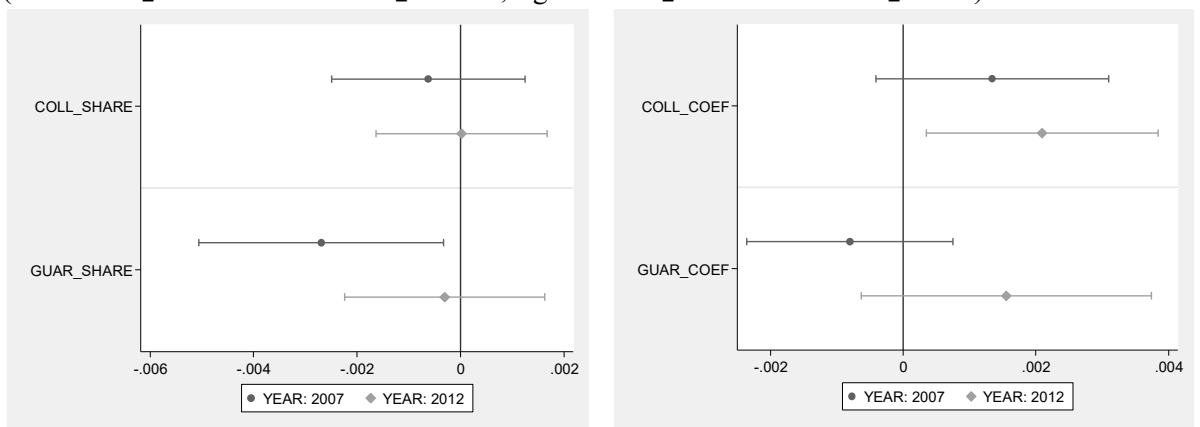 COLL_SHARE
GUAR_SHARE
-.006 -.004 -.002 0 .002
YEAR: 2007 YEAR: 2012
COLL_COEF
GUAR_COEF
-.002 0 .002 .004
YEAR: 2007 YEAR: 2012